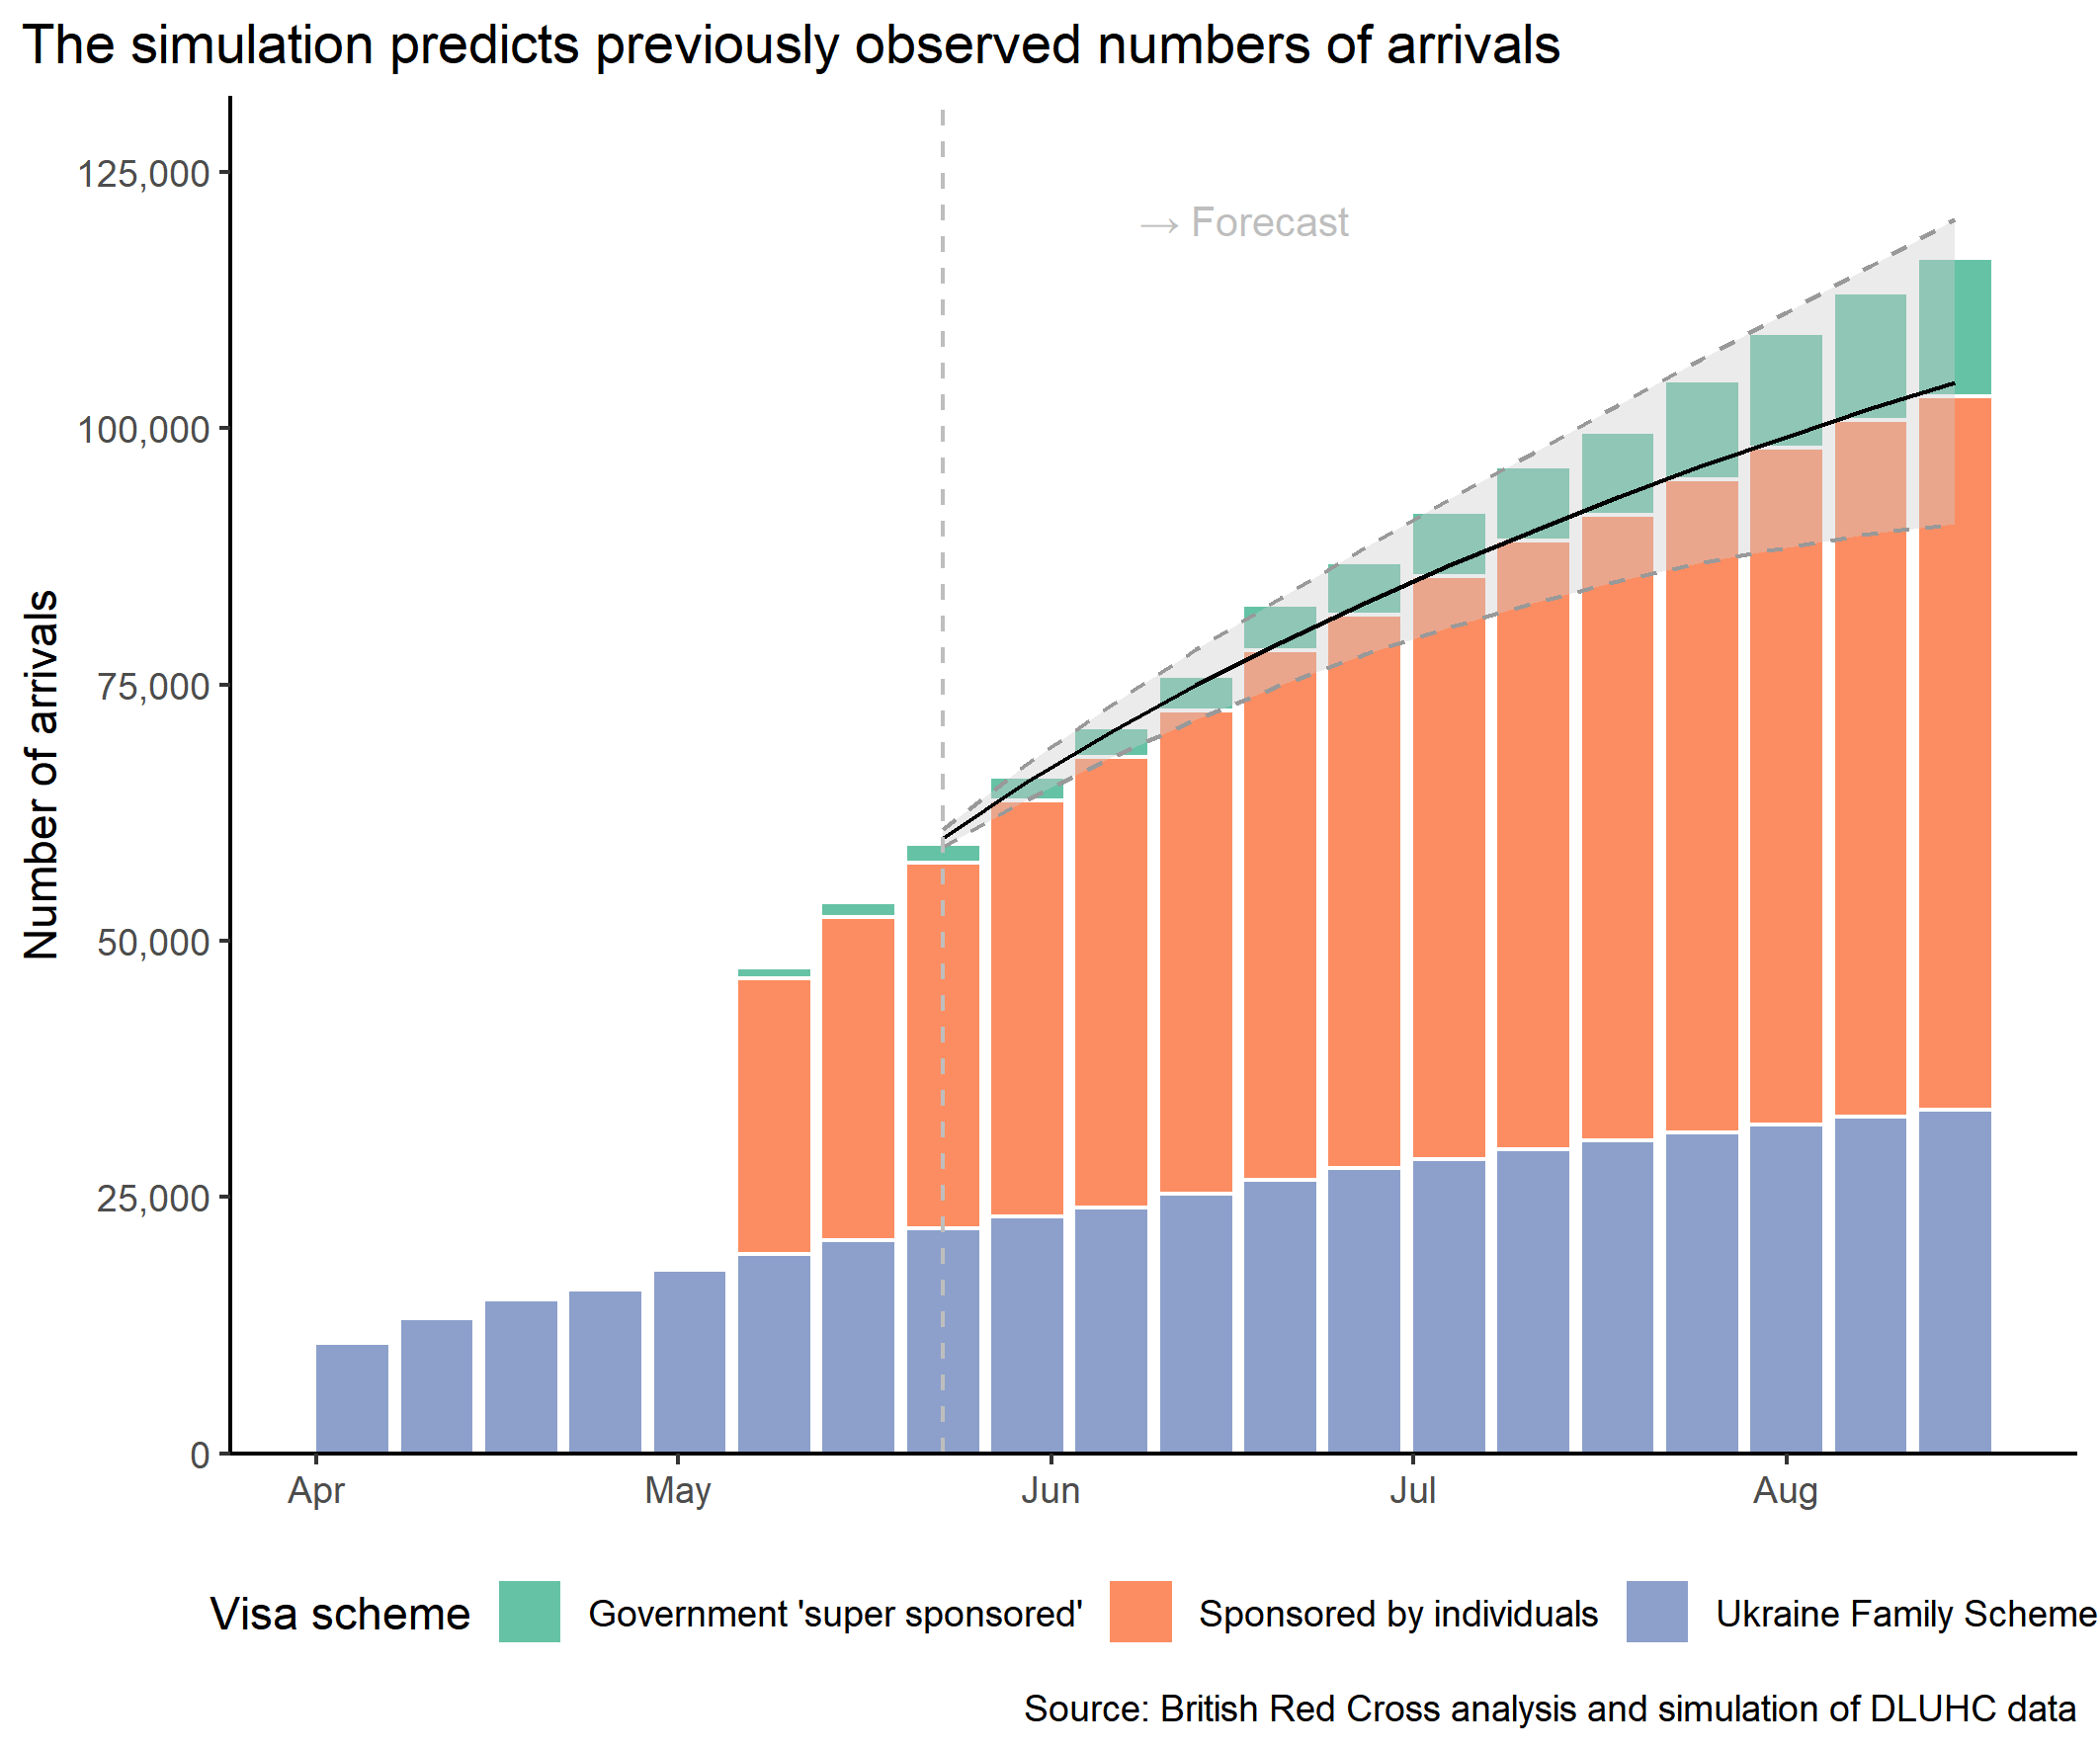 The simulation predicts previously observed numbers of arrivals
125,000
→ Forecast
100,000
75,000
Number of arrivals
50,000
25,000
0
Apr May Jun Jul Aug
Visa scheme Government 'super sponsored' Sponsored by individuals Ukraine Family Scheme
Source: British Red Cross analysis and simulation of DLUHC data